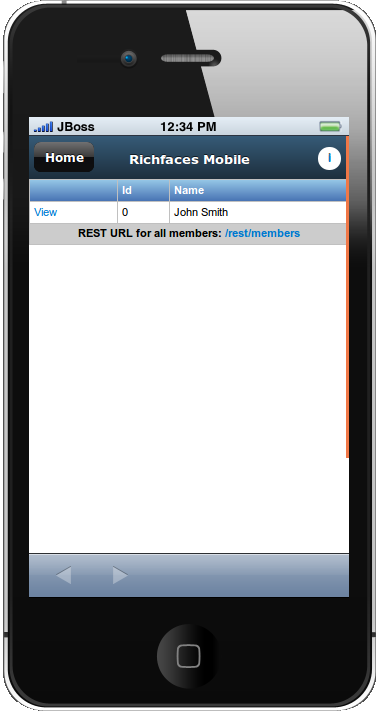 JBoss 12:34 PM
Home Richfaces Mobile I
Id Name
View 0 John Smith
REST URL for all members: /rest/members